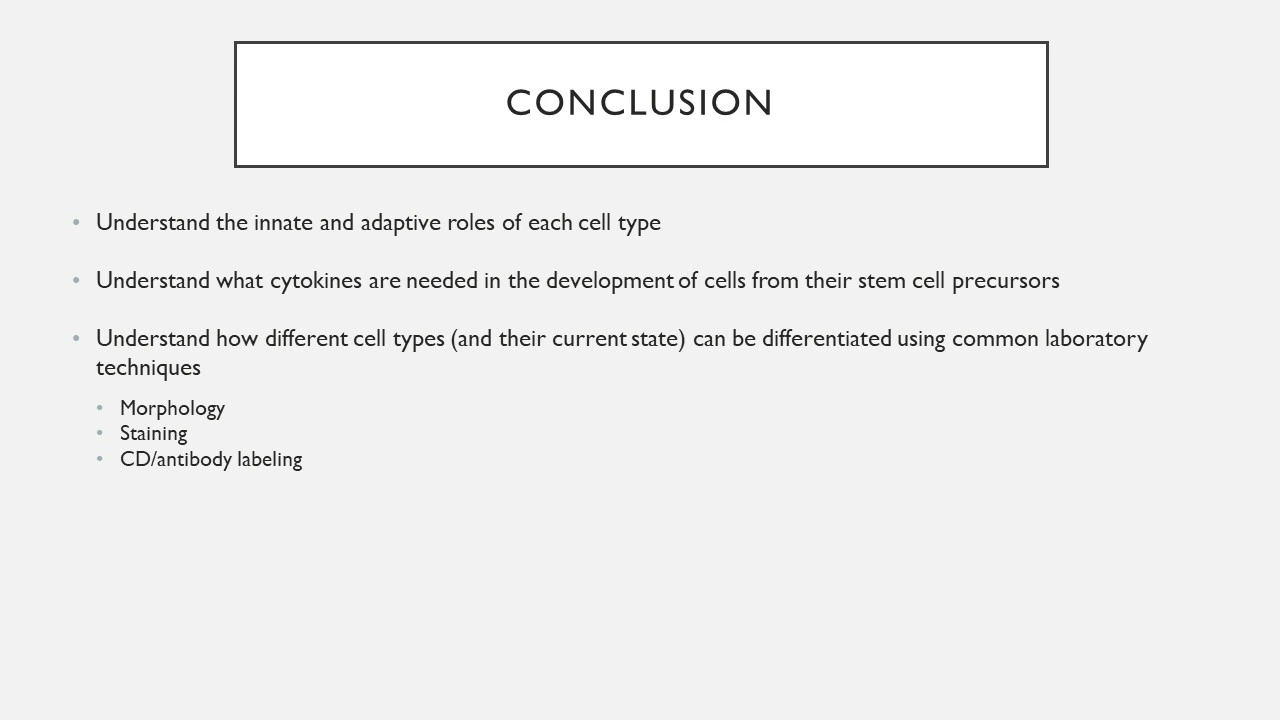 CONCLUSION
• Understand the innate and adaptive roles of each cell type
• Understand what cytokines are needed in the development of cells from their stem cell precursors
• Understand how different cell types (and their current state) can be differentiated using common laboratory
techniques
• Morphology
• Staining
• CD/antibody labeling